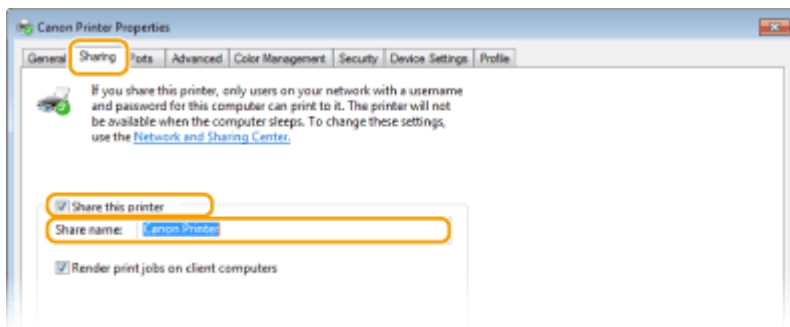 Canon Printer Properties
General Sharing Ports Advanced Color Management Security Device Settings Profile
If you share this printer, only users on your network with a username
and password for this computer can print to it. The printer will not
be available when the computer sleeps. To change these settings,
use the Network and Sharing Center.
Share this printer
Share name: Canon Printer
Render print jobs on client computers